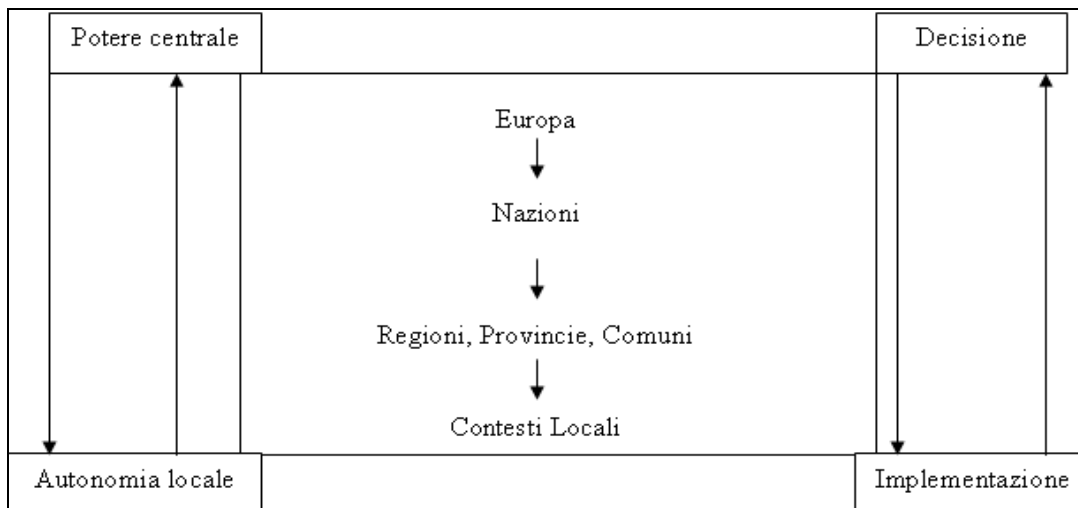 Potere centrale
Decisione
Europa
Nazioni
Regioni, Provincie, Comuni
Contesti Locali
Autonomia locale
Implementazione